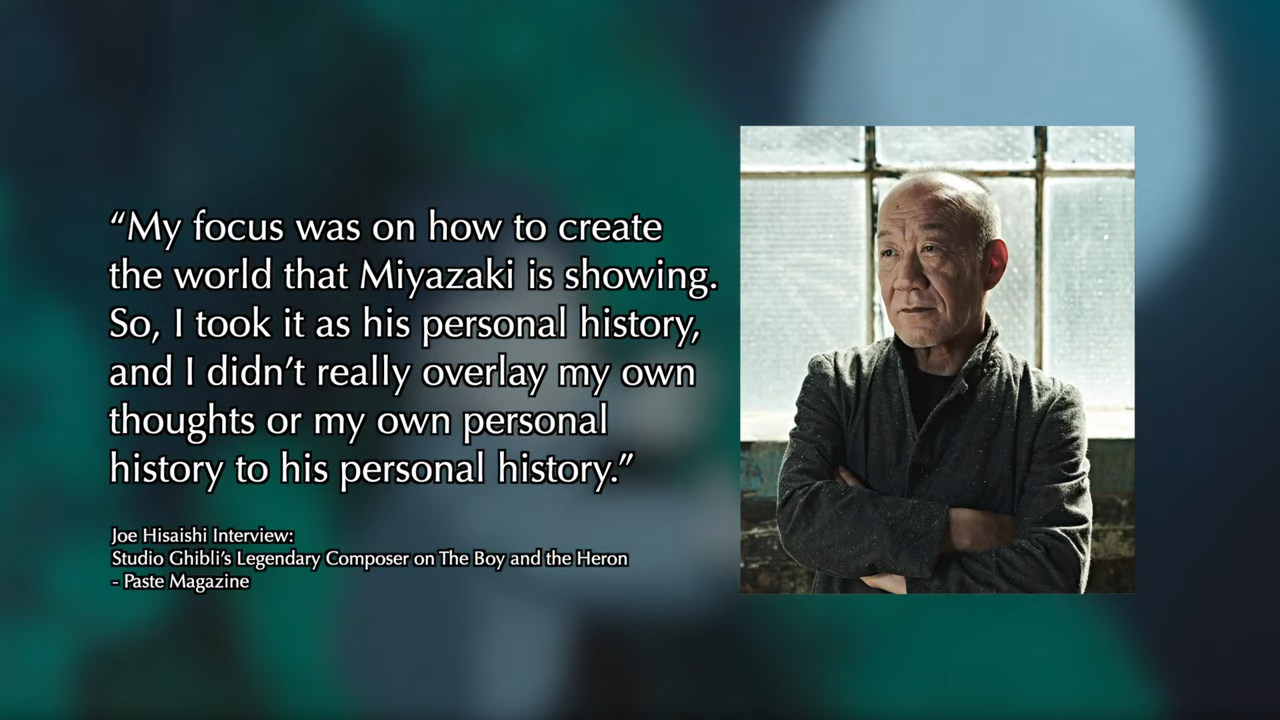 “My focus was on how to create
the world that Miyazaki is showing.
So, I took it as his personal history,
and I didn’t really overlay my own
thoughts or my own personal
history to his personal history.”
Joe Hisaishi Interview:
Studio Ghibli’s Legendary Composer on The Boy and the Heron
- Paste Magazine